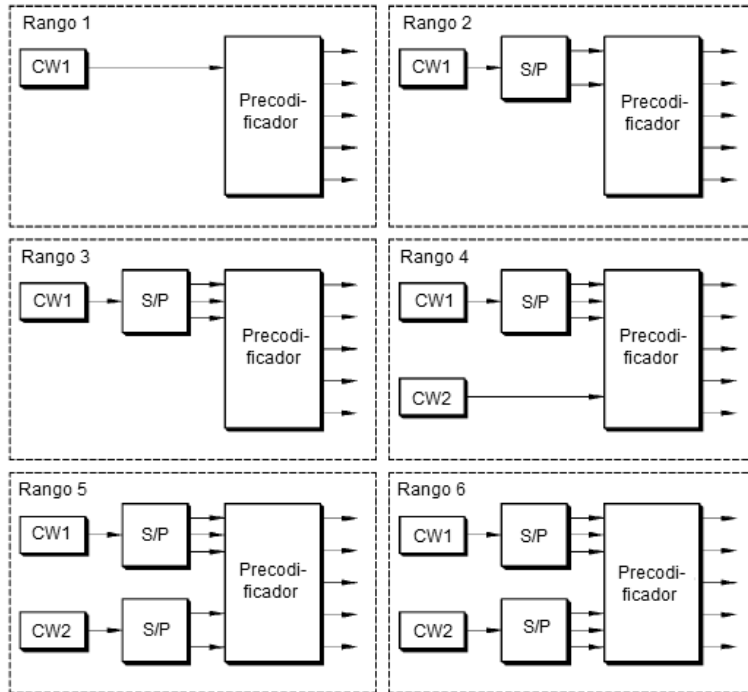 Rango 1
CW1
Precodi-
ficador
Rango 2
CW1
S/P
Precodi-
ficador
Rango 3
CW1
S/P
Precodi-
ficador
Rango 4
CW1
S/P
Precodi-
ficador
CW2
Rango 5
CW1
S/P
Precodi-
ficador
CW2
S/P
Rango 6
CW1
S/P
Precodi-
ificador
CW2
S/P